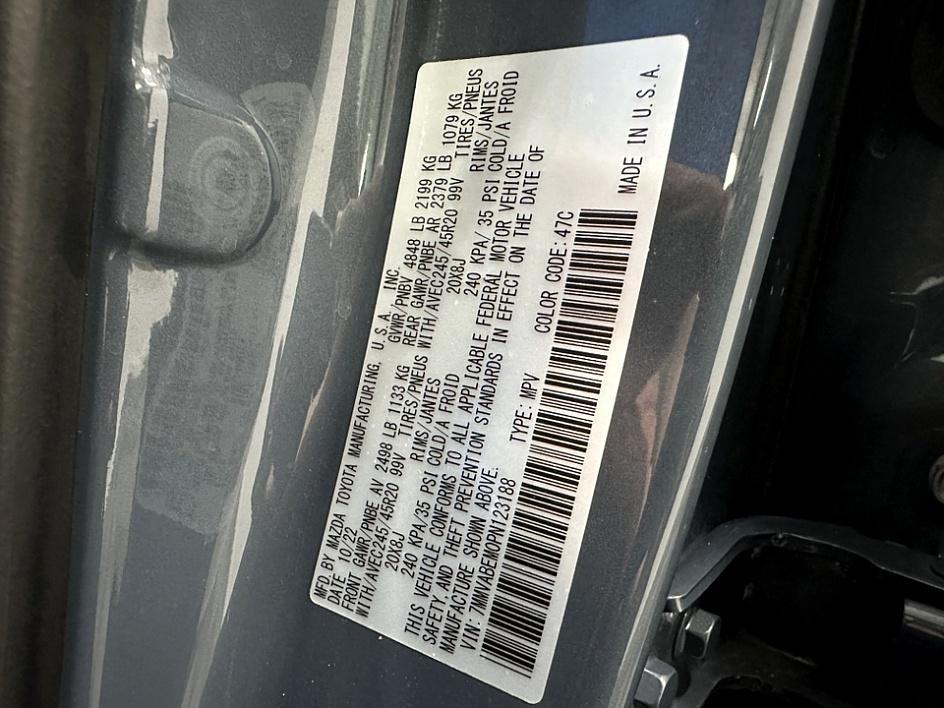 MFD.BY MAZDA TOYOTA MANUFACTURING, U.S.A. INC.
DATE 10/22 GVWR/PNBV 4848 LB 2199 KG
FRONT GAWR/PNBE AV 2498 LB 1133 KG REAR GAWR/PNBE AR 2379 LB 1079 KG
WITH/AVEC245/45R20 99V TIRES/PNEUS WITH/AVEC245/45R20 99V TIRES/PNEUS
20X8J RIMS/JANTES 20X8J RIMS/JANTES
240 KPA/35 PSI COLD/A FROID 240 KPA/ 35 PSI COLD/A FROID
THIS VEHICLE CONFORMS TO ALL APPLICABLE FEDERAL MOTOR VEHICLE
SAFETY, AND THEFT PREVENTION STANDARDS IN EFFECT ON THE DATE OF
MANUFACTURE SHOWN ABOVE.
VIN: 7MMVABEM0PN123188 TYPE:MPV COLOR CODE:47C
MADE IN U.S.A.